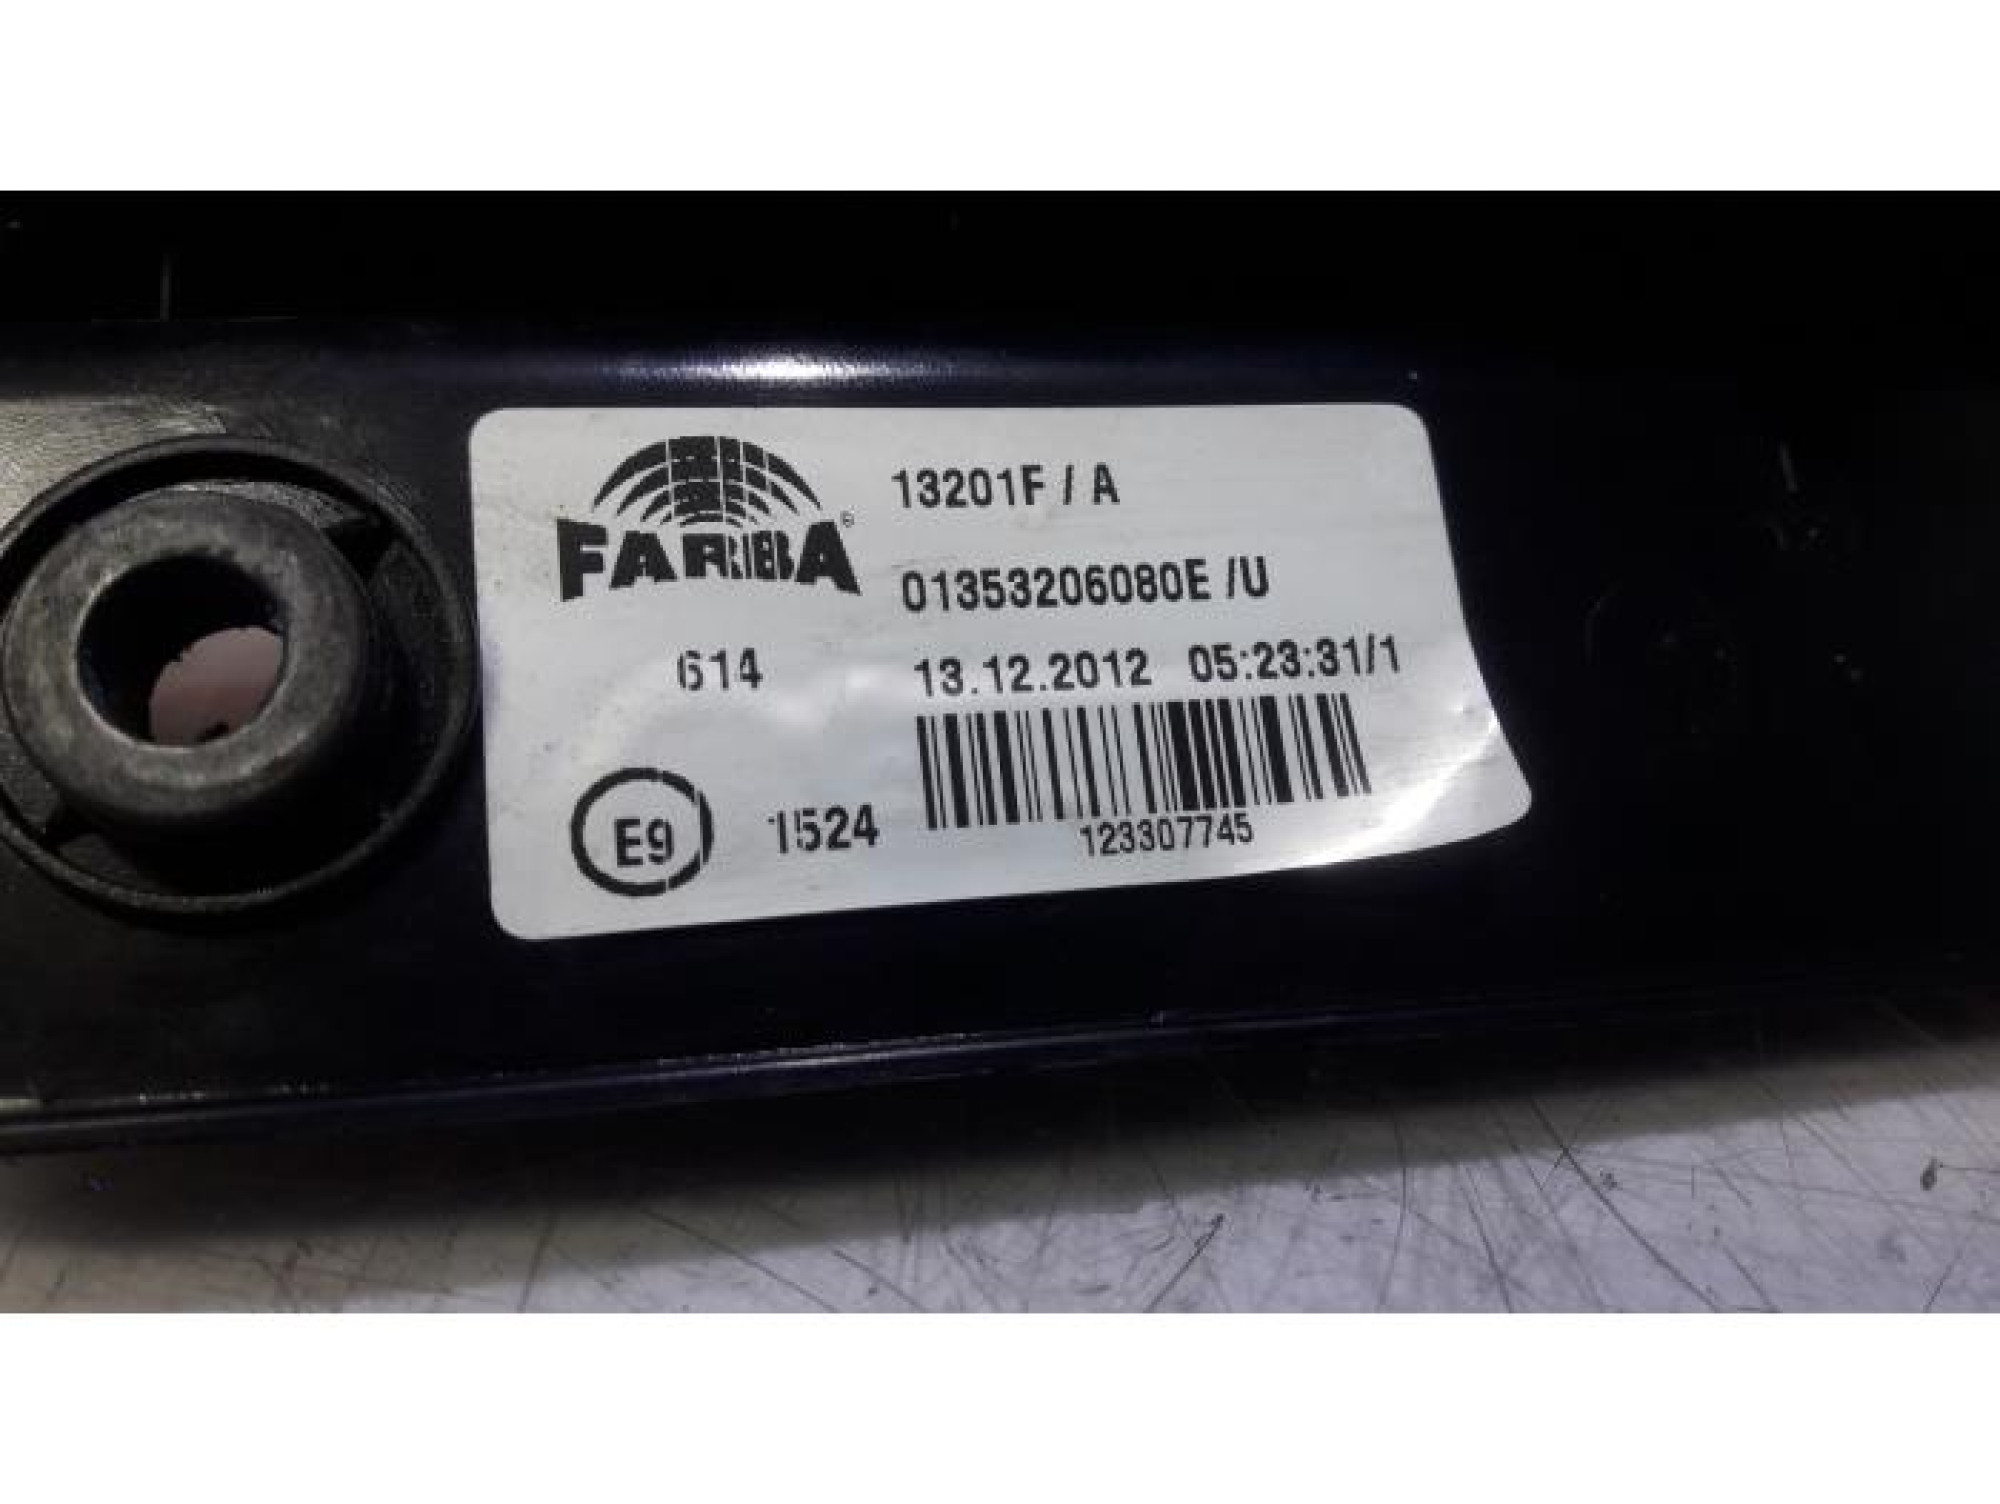 FARBA® 13201F / A
01353206080E /U
614 13.12.2012 05:23:31/1
E9 1524
123307745